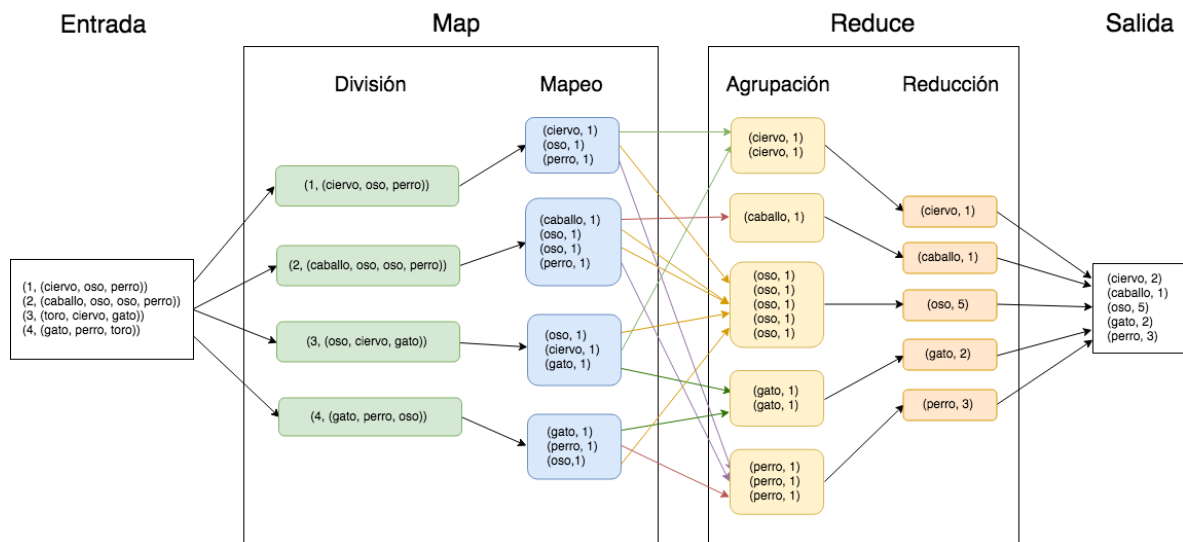 Entrada
Map
Reduce
Salida
División
Mapeo
Agrupación
Reducción
(1, (ciervo, oso, perro))
(2, (caballo, oso, oso, perro))
(3, (toro, ciervo, gato))
(4, (gato, perro, toro))
(1, (ciervo, oso, perro))
(2, (caballo, oso, oso, perro))
(3, (oso, ciervo, gato))
(4, (gato, perro, oso))
(ciervo, 1)
(oso, 1)
(perro, 1)
(caballo, 1)
(oso, 1)
(oso, 1)
(perro, 1)
(oso, 1)
(ciervo, 1)
(gato, 1)
(gato, 1)
(perro, 1)
(oso,1)
(ciervo, 1)
(ciervo, 1)
(caballo, 1)
(oso, 1)
(oso, 1)
(oso, 1)
(oso, 1)
(oso, 1)
(gato, 1)
(gato, 1)
(perro, 1)
(perro, 1)
(perro, 1)
(ciervo, 1)
(caballo, 1)
(oso, 5)
(gato, 2)
(perro, 3)
(ciervo, 2)
(caballo, 1)
(oso, 5)
(gato, 2)
(perro, 3)